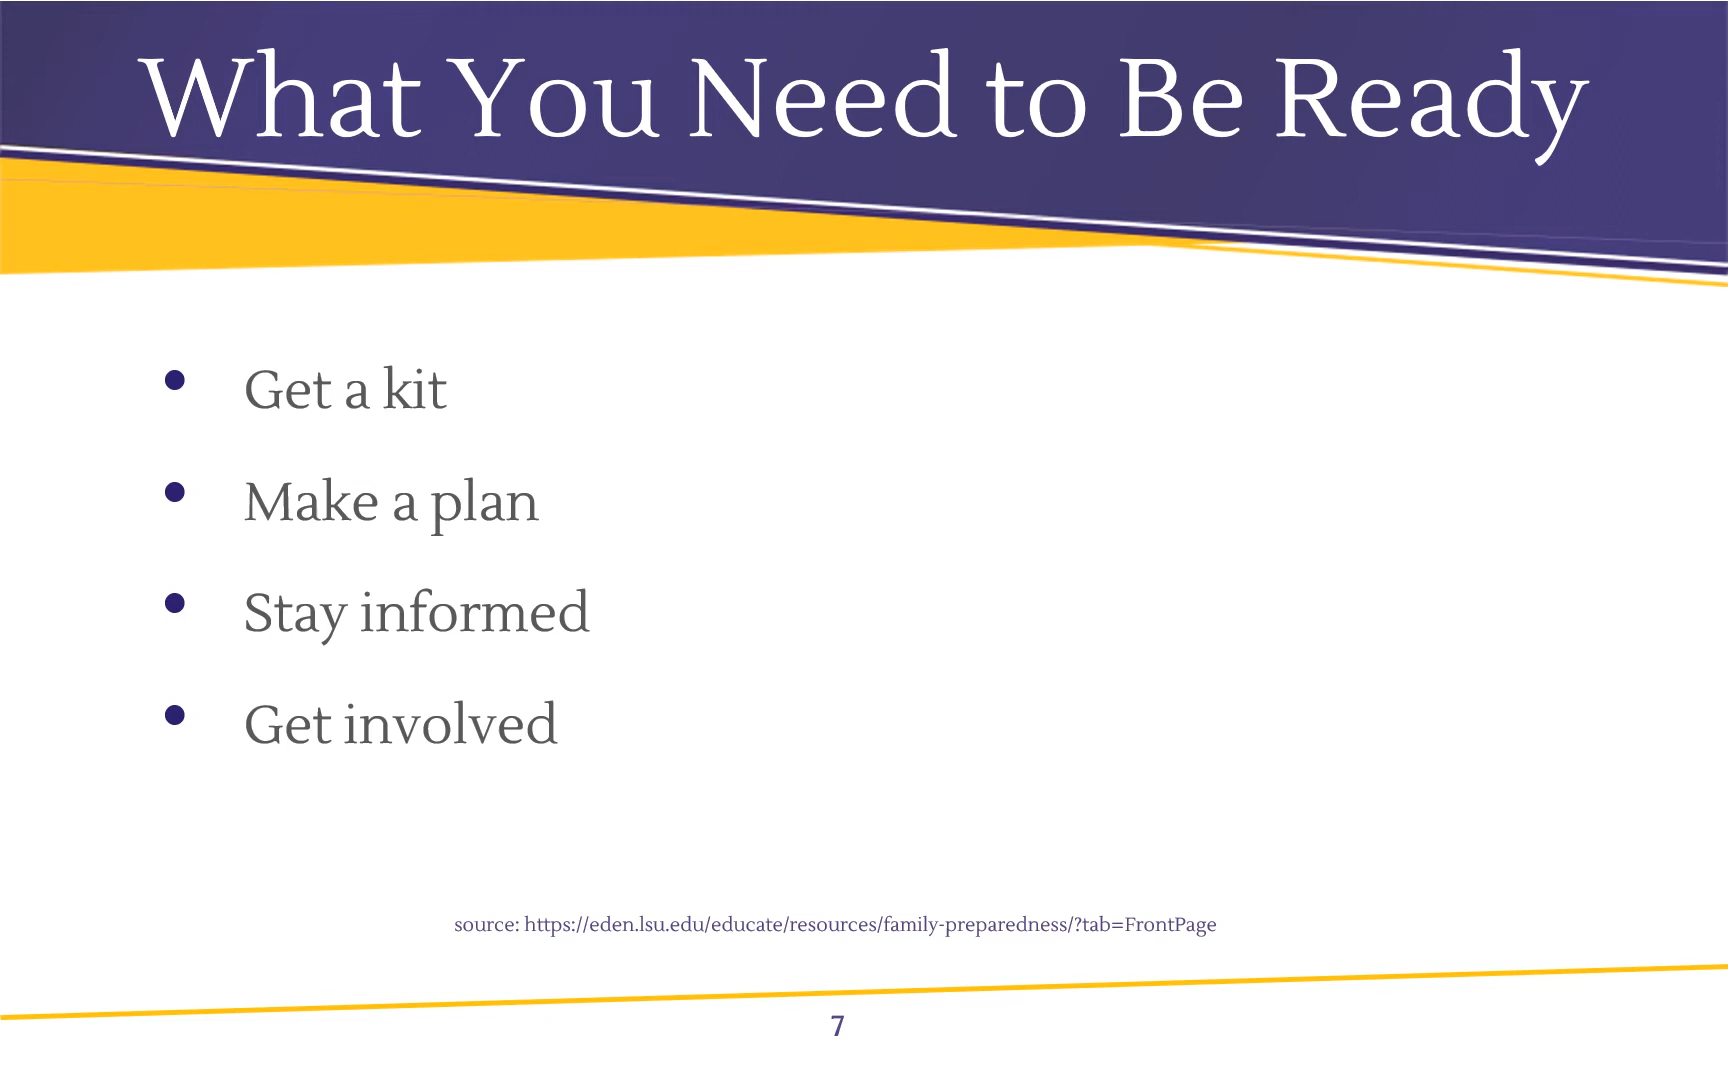 What You Need to Be Ready
• Get a kit
• Make a plan
• Stay informed
• Get involved
source: https://eden.lsu.edu/educate/resources/family-preparedness/?tab=FrontPage
7